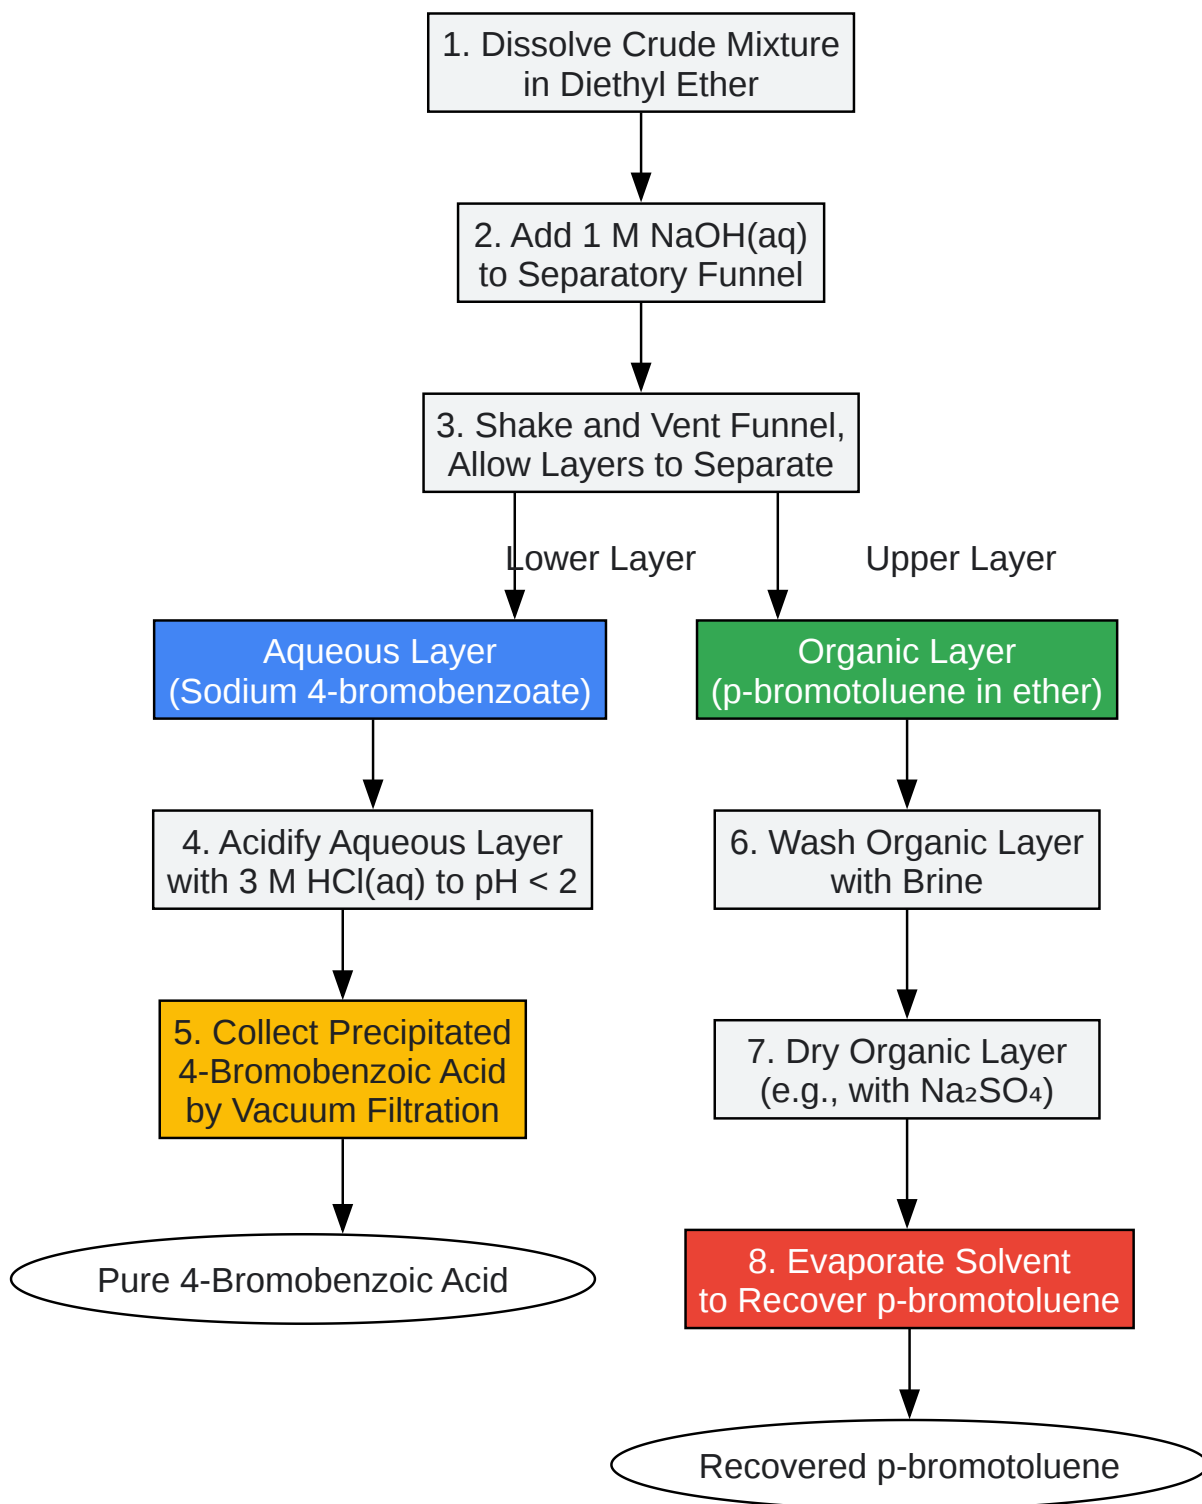 1. Dissolve Crude Mixture
in Diethyl Ether
2. Add 1 M NaOH(aq)
to Separatory Funnel
3. Shake and Vent Funnel,
Allow Layers to Separate
Lower Layer
Upper Layer
Aqueous Layer
(Sodium 4-bromobenzoate)
Organic Layer
(p-bromotoluene in ether)
4. Acidify Aqueous Layer
with 3 M HCl(aq) to pH < 2
6. Wash Organic Layer
with Brine
5. Collect Precipitated
4-Bromobenzoic Acid
by Vacuum Filtration
7. Dry Organic Layer
(e.g., with Na₂SO₄)
Pure 4-Bromobenzoic Acid
8. Evaporate Solvent
to Recover p-bromotoluene
Recovered p-bromotoluene